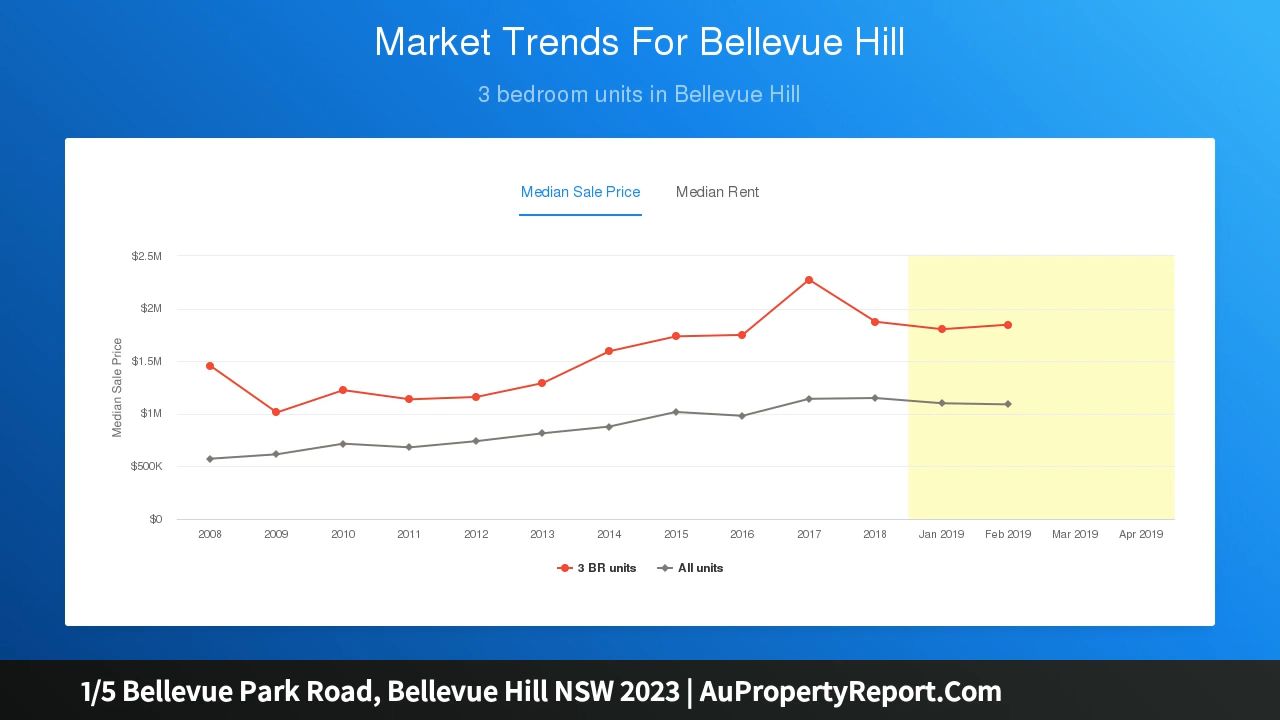 Market Trends For Bellevue Hill
3 bedroom units in Bellevue Hill
Median Sale Price Median Rent
$2.5M
$2M
$1.5M
$1M
$500K
$0
Median Sale Price
2008 2009 2010 2011 2012 2013 2014 2015 2016 2017 2018 Jan 2019 Feb 2019 Mar 2019 Apr 2019
3 BR units All units
1/5 Bellevue Park Road, Bellevue Hill NSW 2023 | AuPropertyReport.Com